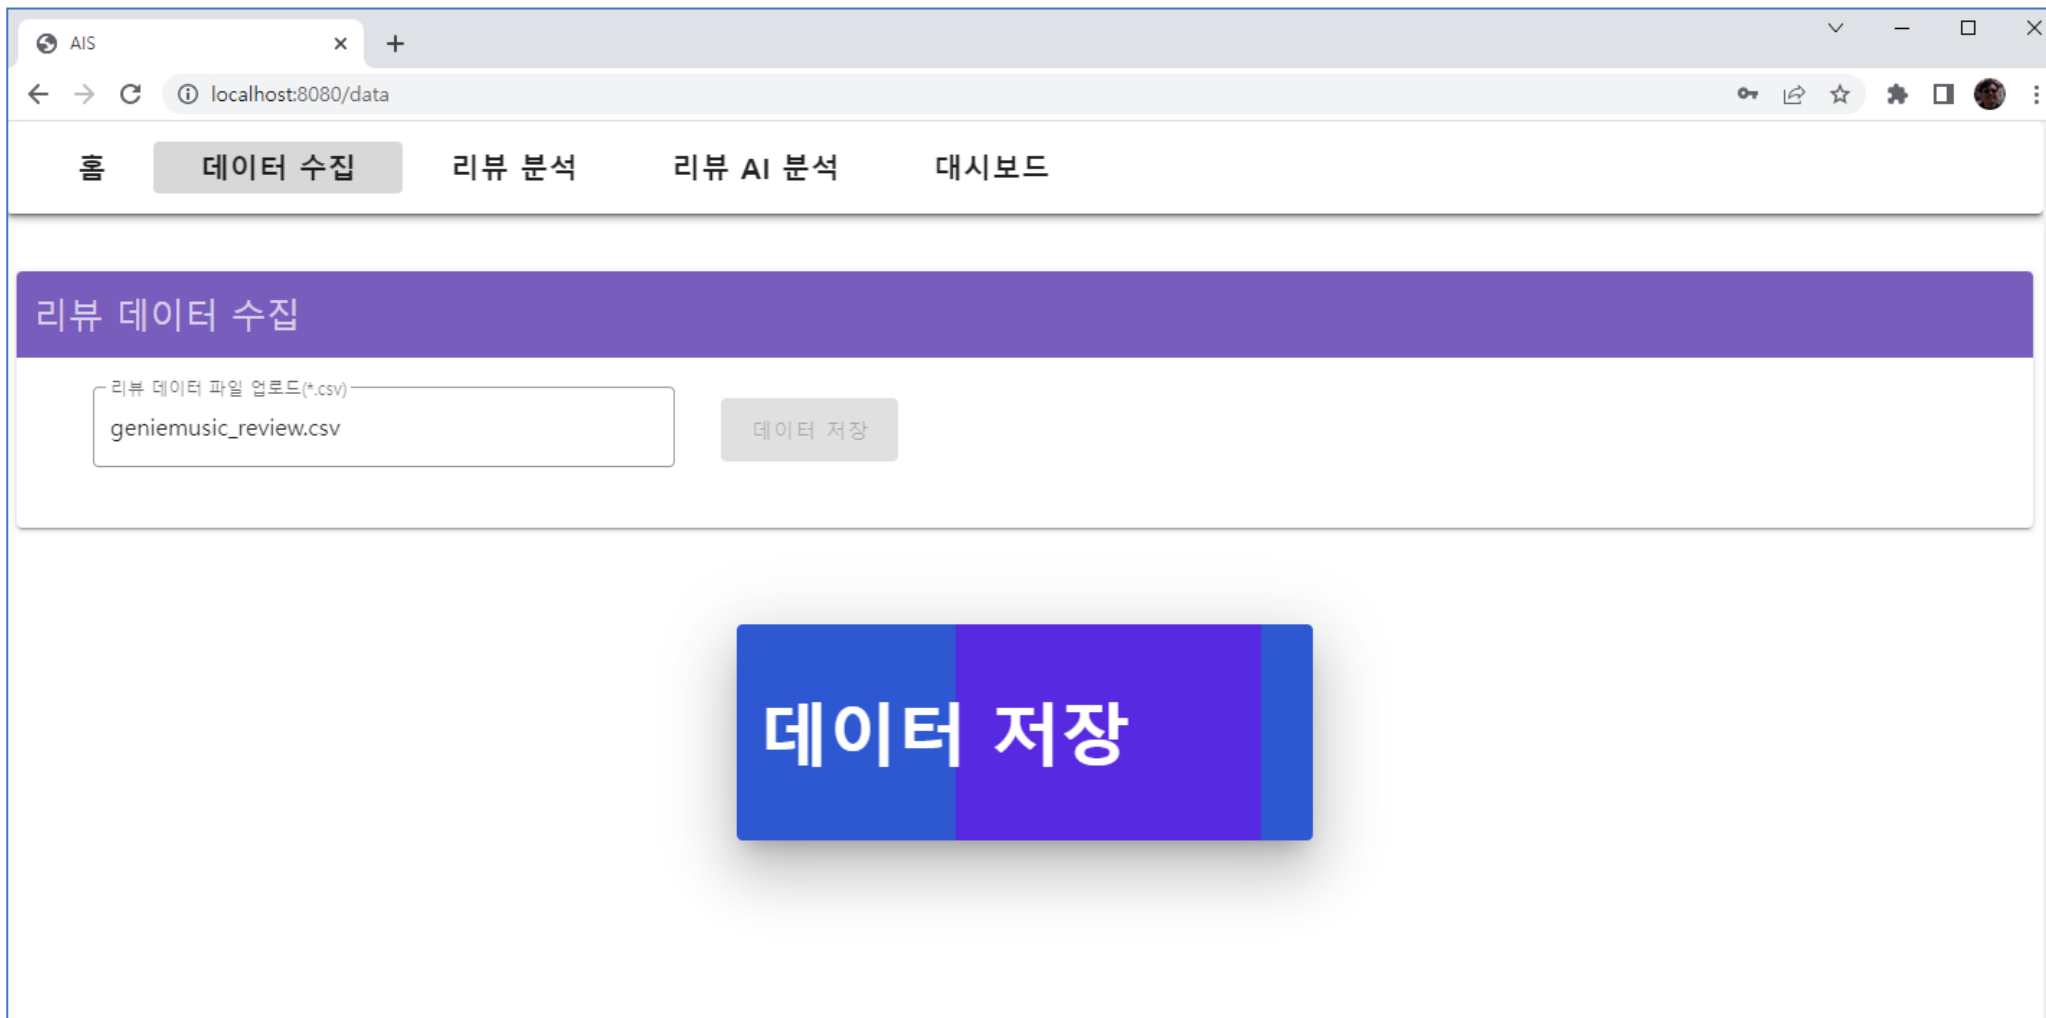 AIS
localhost:8080/data
홈 데이터 수집 리뷰 분석 리뷰 AI 분석 대시보드
리뷰 데이터 수집
리뷰 데이터 파일 업로드(*.csv)
geniemusic_review.csv
데이터 저장
데이터 저장